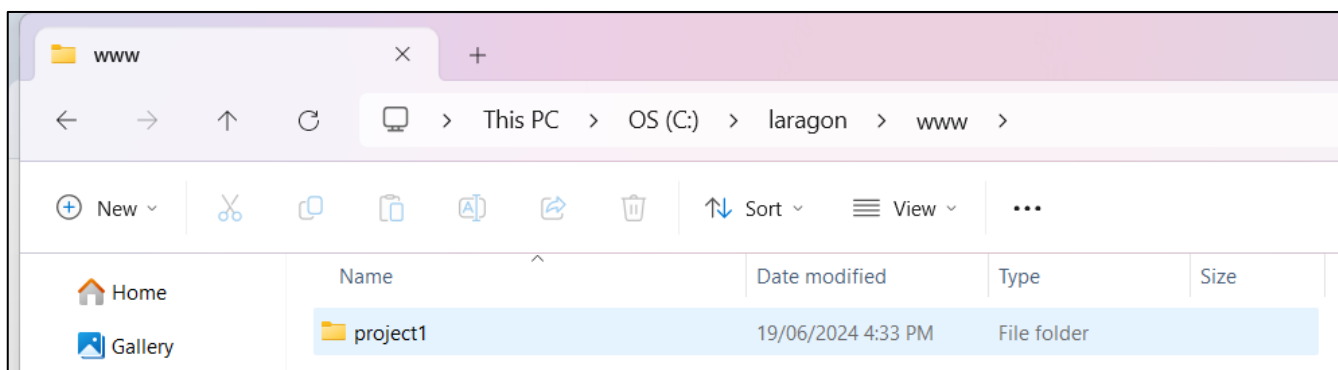 www
This PC > OS (C:) > laragon > www >
New Sort View ...
Name Date modified Type Size
Home
project1 19/06/2024 4:33 PM File folder
Gallery